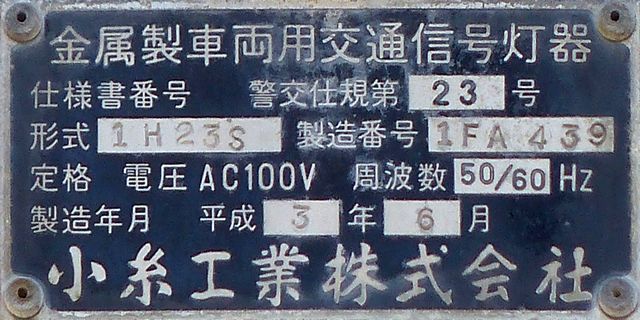 金属製車両用交通信号灯器
仕様書番号 警交仕規第 23 号
形式 1H23S 製造番号 1FA 439
定格 電圧 AC100V 周波数 50/60 Hz
製造年月 平成 3 年 6 月
小糸工業株式会社